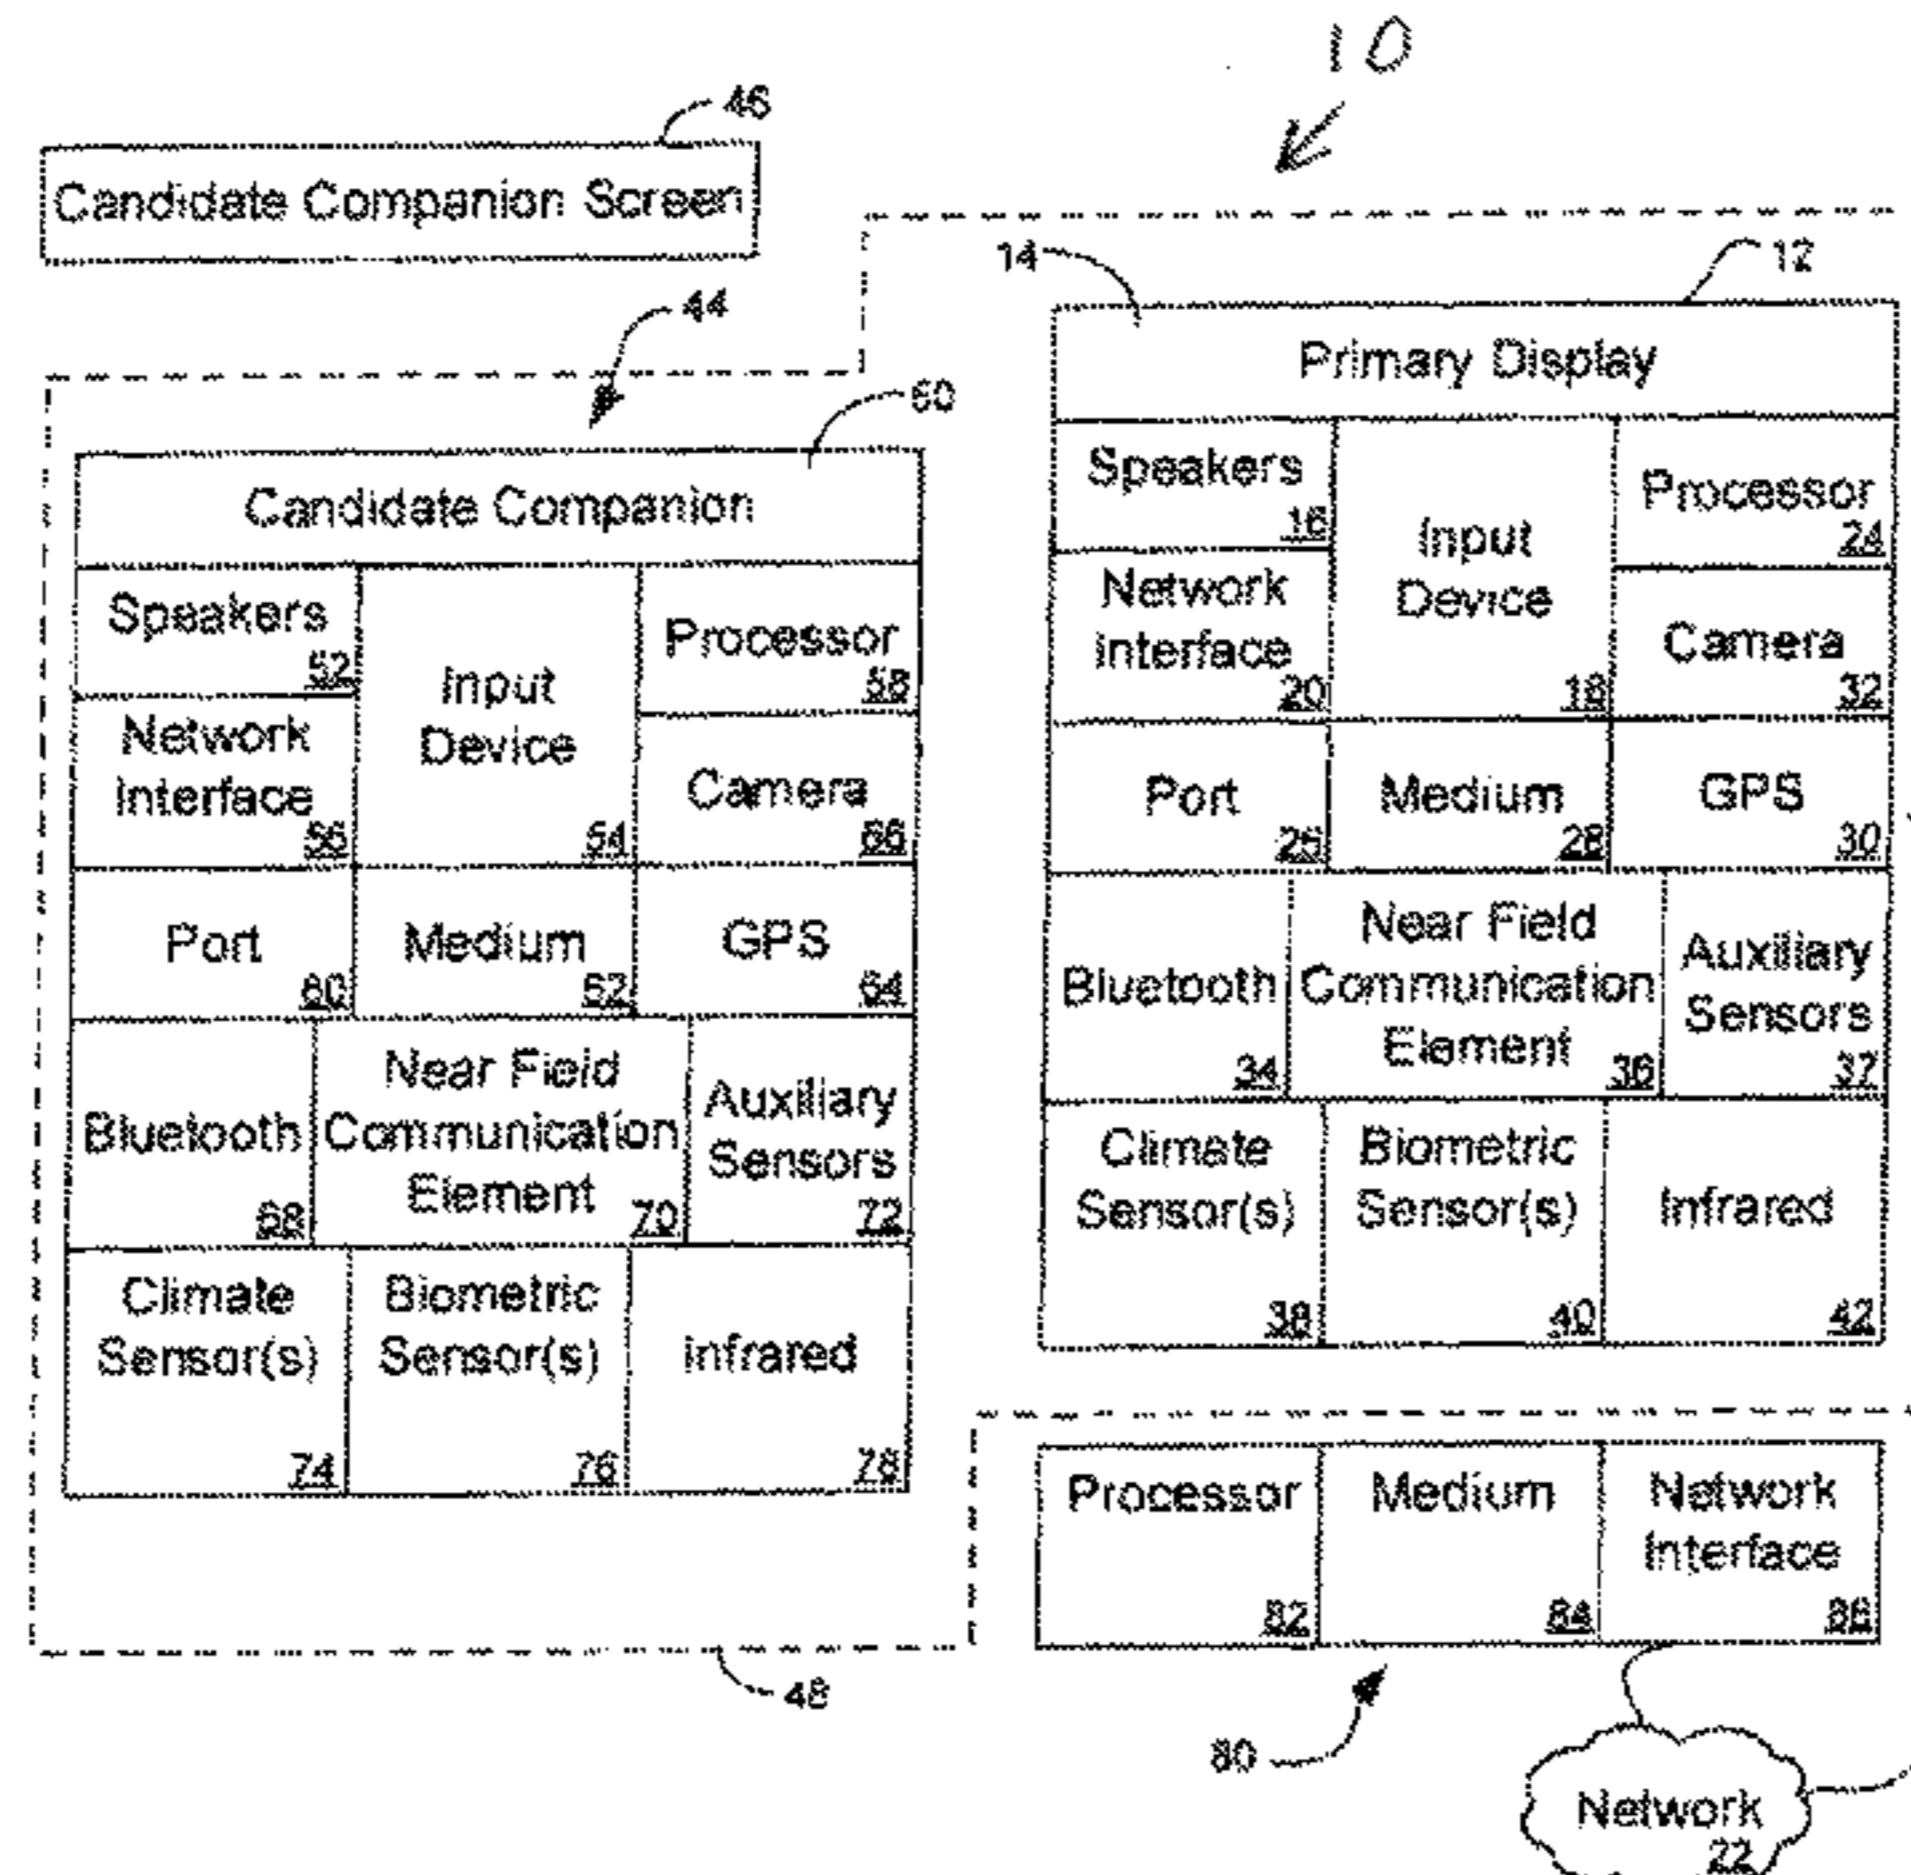 10
46
Candidate Companion Screen
14
12
44
Primary Display
50
Speakers
16
Input
Device
18
Processor
24
Network
Interface
20
Camera
32
Port
26
Medium
28
GPS
30
Bluetooth
34
Near Field
Communication
Element
36
Auxiliary
Sensors
37
Climate
Sensor(s)
38
Biometric
Sensor(s)
40
Infrared
42
Candidate Companion
Speakers
52
Input
Device
54
Processor
58
Network
Interface
56
Camera
66
Port
60
Medium
62
GPS
64
Bluetooth
68
Near Field
Communication
Element
70
Auxiliary
Sensors
72
Climate
Sensor(s)
74
Biometric
Sensor(s)
76
Infrared
78
Processor
82
Medium
84
Network
Interface
86
48
80
Network
22